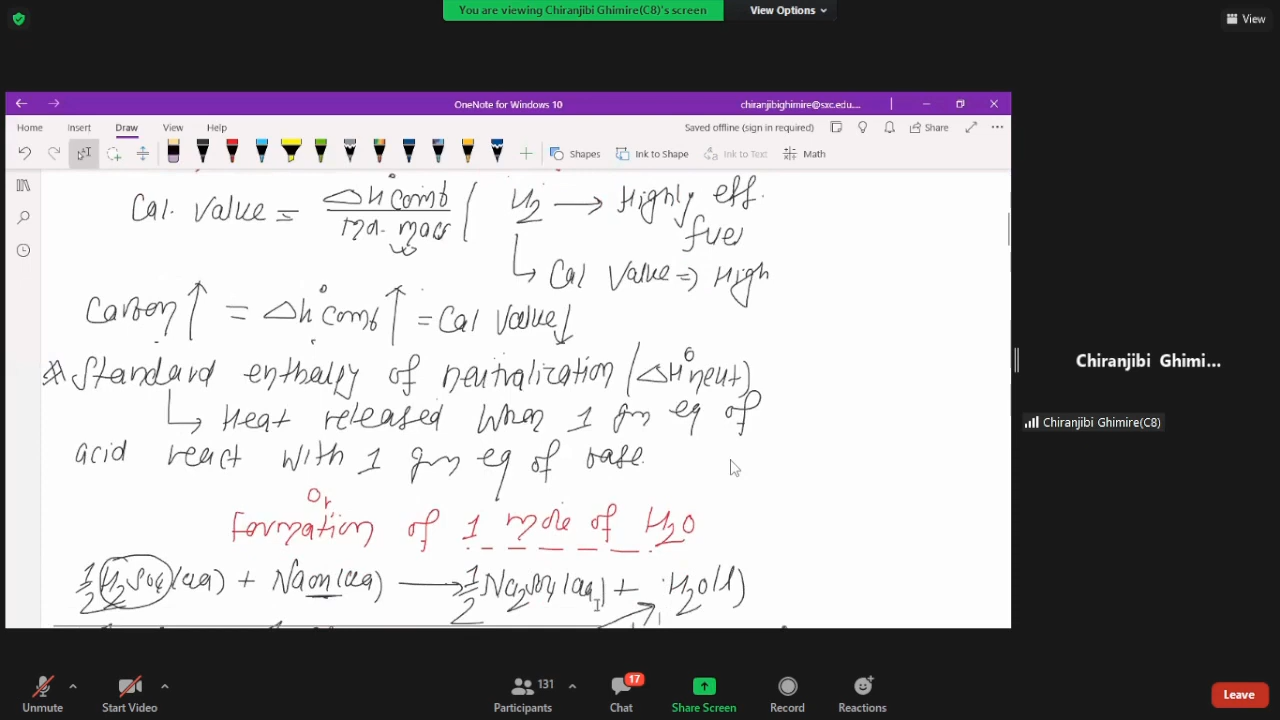 You are viewing Chiranjibi Ghimire(C8)'s screen
View Options
View
OneNote for Windows 10
chiranjibighimire@sxc.edu....
Home Insert Draw View Help
Saved offline (sign in required)
Share
Shapes
Ink to Shape
Ink to Text
Math
Cal. Value = ΔH°comb / mol. mass
H2 → Highly eff. fuel
↳ Cal Value => High
Carbon↑ = ΔH°comb↑ = Cal Value↓
* Standard enthalpy of neutralization (ΔH°neut)
↳ Heat released when 1 gm eq of
acid react with 1 gm eq of base.
Or
Formation of 1 mole of H2O
1/2 H2SO4(aq) + NaOH(aq) → 1/2 Na2SO4(aq) + H2O(l)
Chiranjibi Ghimi...
Chiranjibi Ghimire(C8)
Unmute
Start Video
131
Participants
17
Chat
Share Screen
Record
Reactions
Leave